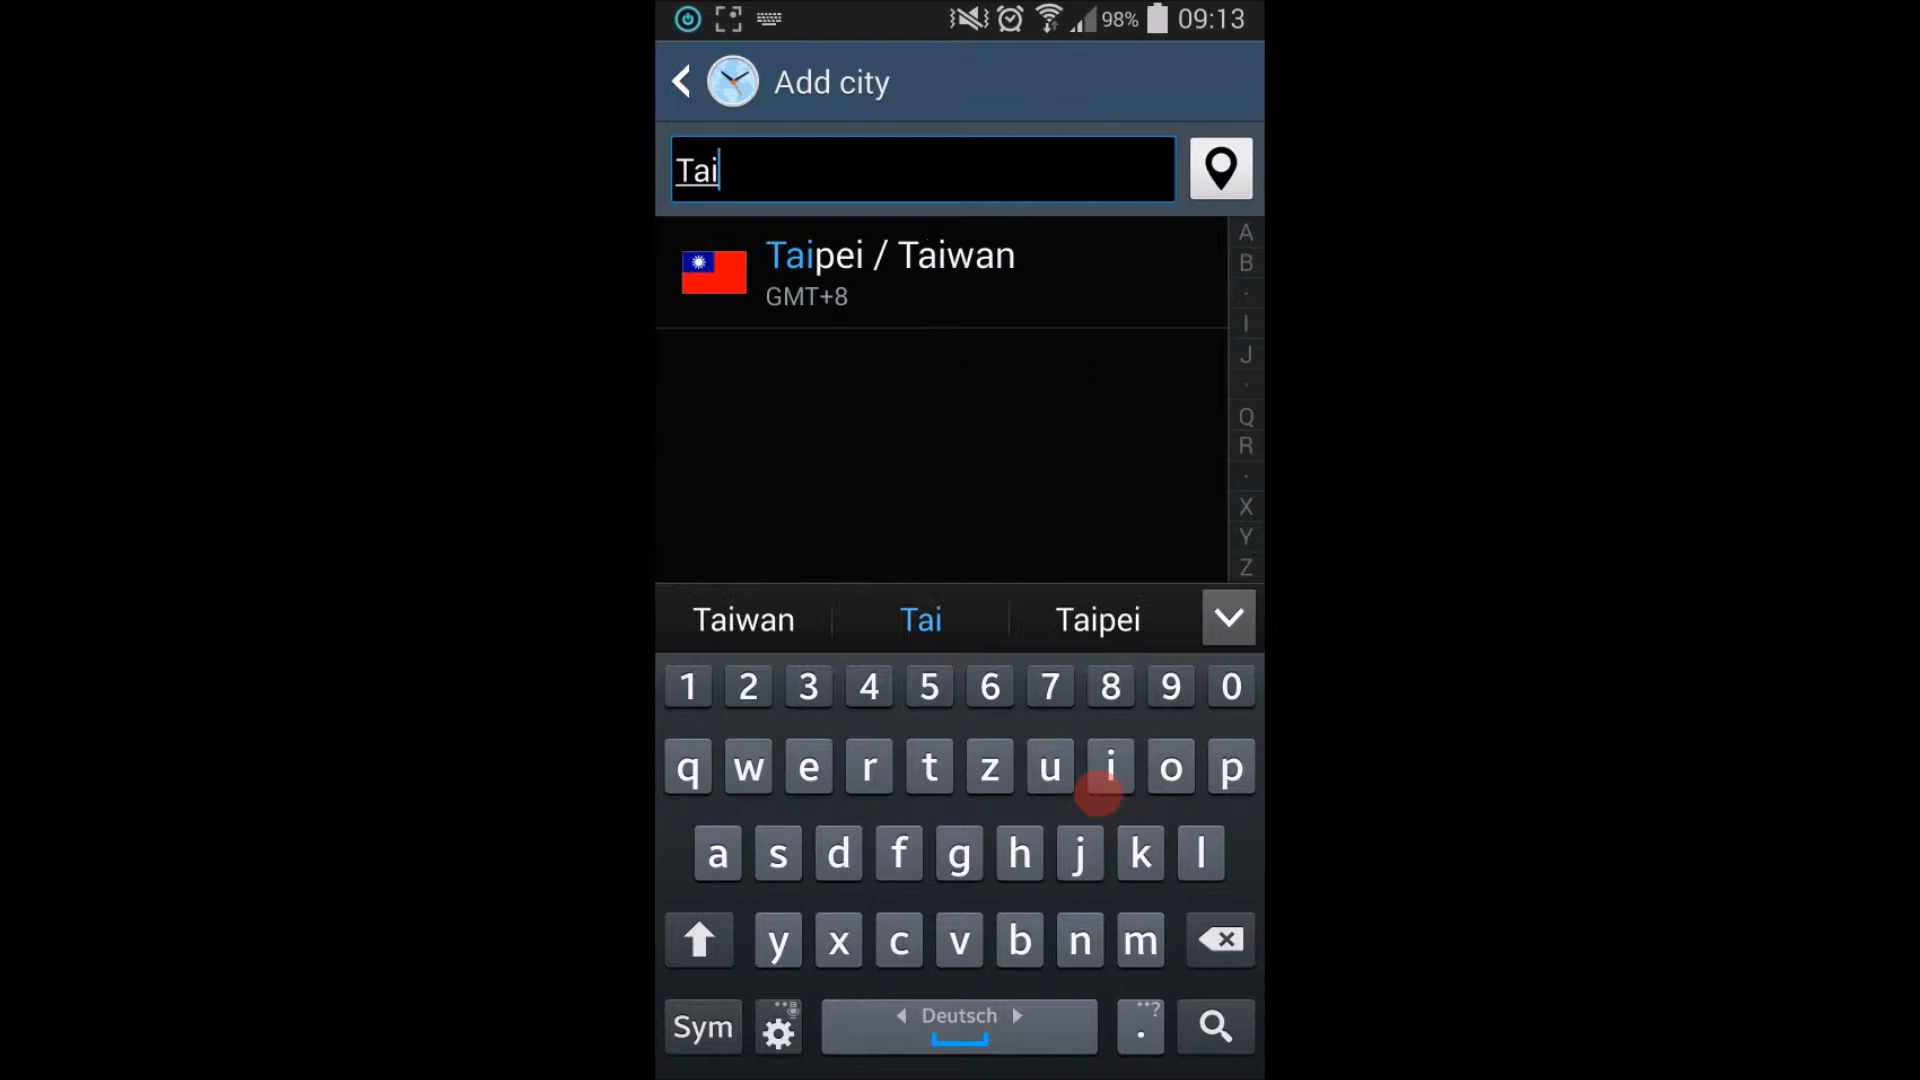 98% 09:13
Add city
Tai
Taipei / Taiwan
GMT+8
A
B
.
I
J
.
Q
R
.
X
Y
Z
Taiwan Tai Taipei
1 2 3 4 5 6 7 8 9 0
q w e r t z u i o p
a s d f g h j k l
y x c v b n m
Sym Deutsch . ?